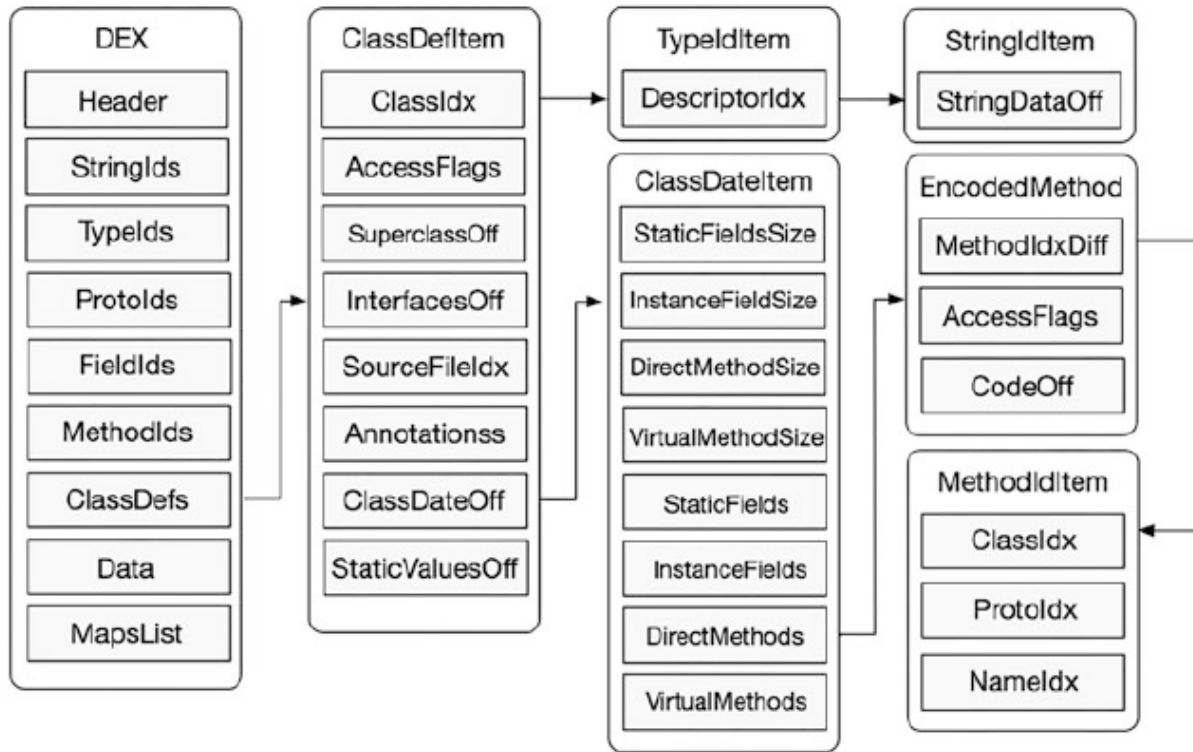 DEX
Header
StringIds
TypeIds
ProtoIds
FieldIds
MethodIds
ClassDefs
Data
MapsList
ClassDefItem
ClassIdx
AccessFlags
SuperclassOff
InterfacesOff
SourceFileIdx
Annotationss
ClassDateOff
StaticValuesOff
TypeIdItem
DescriptorIdx
ClassDateItem
StaticFieldsSize
InstanceFieldSize
DirectMethodSize
VirtualMethodSize
StaticFields
InstanceFields
DirectMethods
VirtualMethods
StringIdItem
StringDataOff
EncodedMethod
MethodIdxDiff
AccessFlags
CodeOff
MethodIdItem
ClassIdx
ProtoIdx
NameIdx